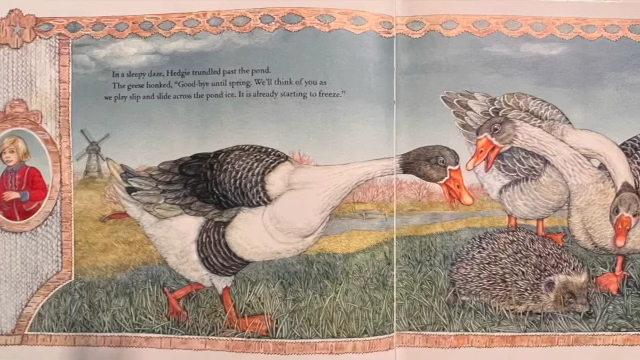 In a sleepy daze, Hedgie trundled past the pond.
The geese honked, "Good-bye until spring. We'll think of you as
we play slip and slide across the pond ice. It is already starting to freeze."